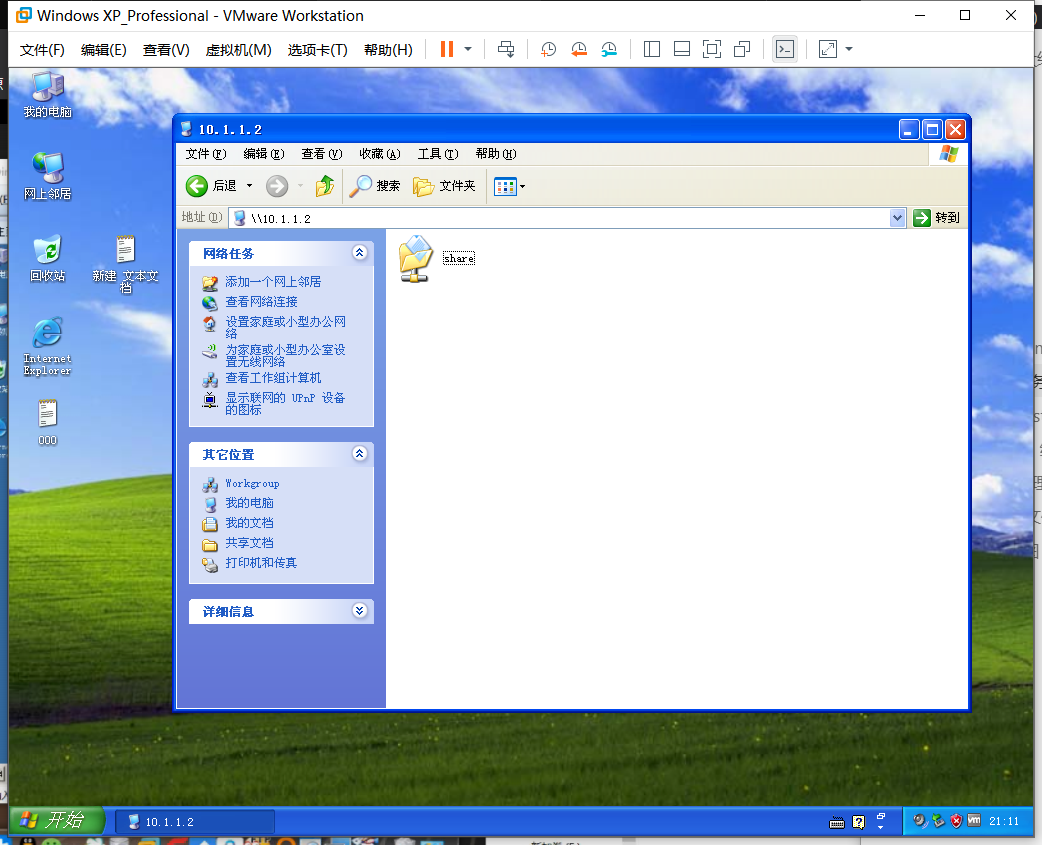 Windows XP_Professional - VMware Workstation
文件(F) 编辑(E) 查看(V) 虚拟机(M) 选项卡(T) 帮助(H)
我的电脑
网上邻居
回收站
新建 文本文
档
Internet
Explorer
000
10.1.1.2
文件(F) 编辑(E) 查看(V) 收藏(A) 工具(T) 帮助(H)
后退 搜索 文件夹
地址(D) \\10.1.1.2 转到
网络任务
添加一个网上邻居
查看网络连接
设置家庭或小型办公网
络
为家庭或小型办公室设
置无线网络
查看工作组计算机
显示联网的 UPnP 设备
的图标
其它位置
Workgroup
我的电脑
我的文档
共享文档
打印机和传真
详细信息
share
开始 10.1.1.2 21:11